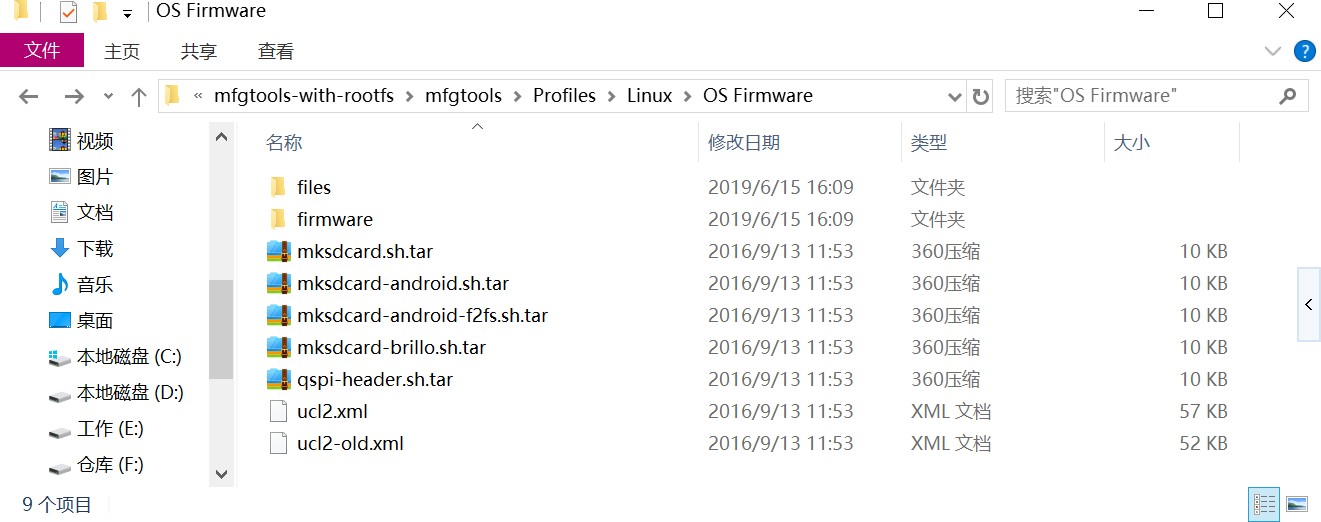 OS Firmware
文件 主页 共享 查看
« mfgtools-with-rootfs > mfgtools > Profiles > Linux > OS Firmware 搜索"OS Firmware"
视频
图片
文档
下载
音乐
桌面
本地磁盘 (C:)
本地磁盘 (D:)
工作 (E:)
仓库 (F:)
名称 修改日期 类型 大小
files 2019/6/15 16:09 文件夹
firmware 2019/6/15 16:09 文件夹
mksdcard.sh.tar 2016/9/13 11:53 360压缩 10 KB
mksdcard-android.sh.tar 2016/9/13 11:53 360压缩 10 KB
mksdcard-android-f2fs.sh.tar 2016/9/13 11:53 360压缩 10 KB
mksdcard-brillo.sh.tar 2016/9/13 11:53 360压缩 10 KB
qspi-header.sh.tar 2016/9/13 11:53 360压缩 10 KB
ucl2.xml 2016/9/13 11:53 XML 文档 57 KB
ucl2-old.xml 2016/9/13 11:53 XML 文档 52 KB
9 个项目